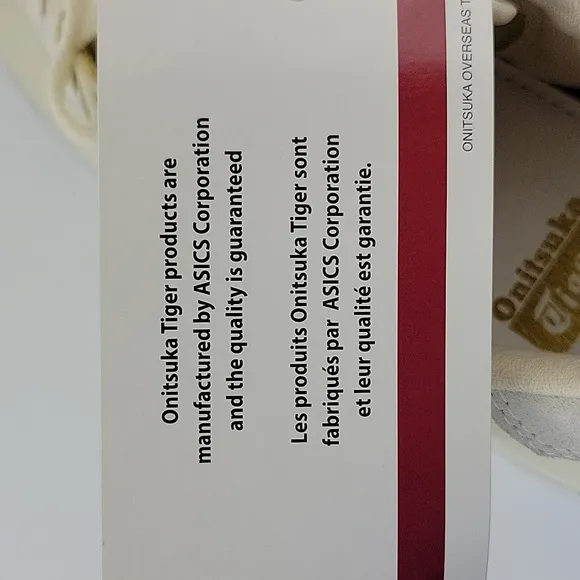 Onitsuka Tiger products are
manufactured by ASICS Corporation
and the quality is guaranteed
Les produits Onitsuka Tiger sont
fabriqués par ASICS Corporation
et leur qualité est garantie.
ONITSUKA OVERSEAS
Onitsuka